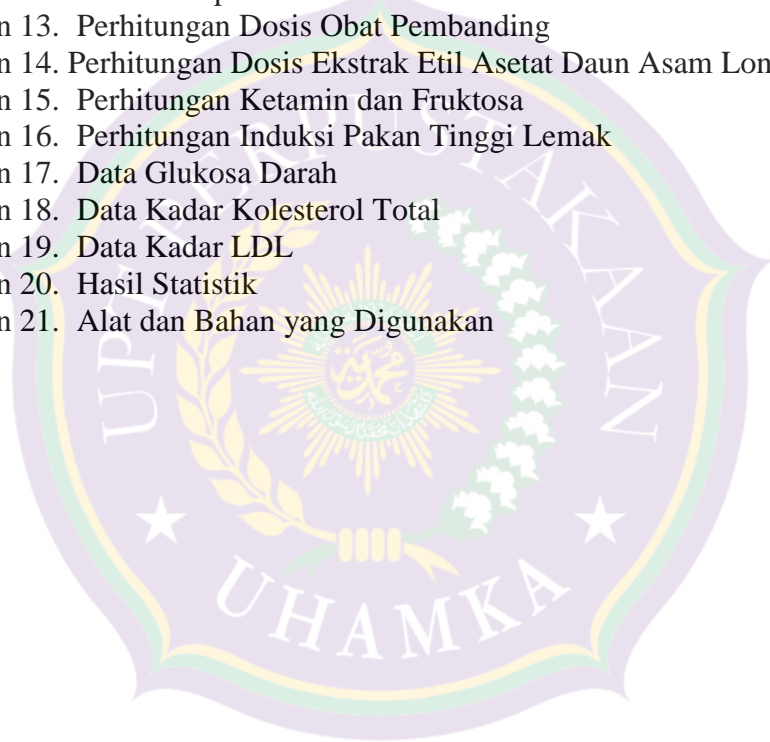 n 13. Perhitungan Dosis Obat Pembanding
n 14. Perhitungan Dosis Ekstrak Etil Asetat Daun Asam Lon
n 15. Perhitungan Ketamin dan Fruktosa
n 16. Perhitungan Induksi Pakan Tinggi Lemak
n 17. Data Glukosa Darah
n 18. Data Kadar Kolesterol Total
n 19. Data Kadar LDL
n 20. Hasil Statistik
n 21. Alat dan Bahan yang Digunakan
UPT PERPUSTAKAAN
UHAMKA